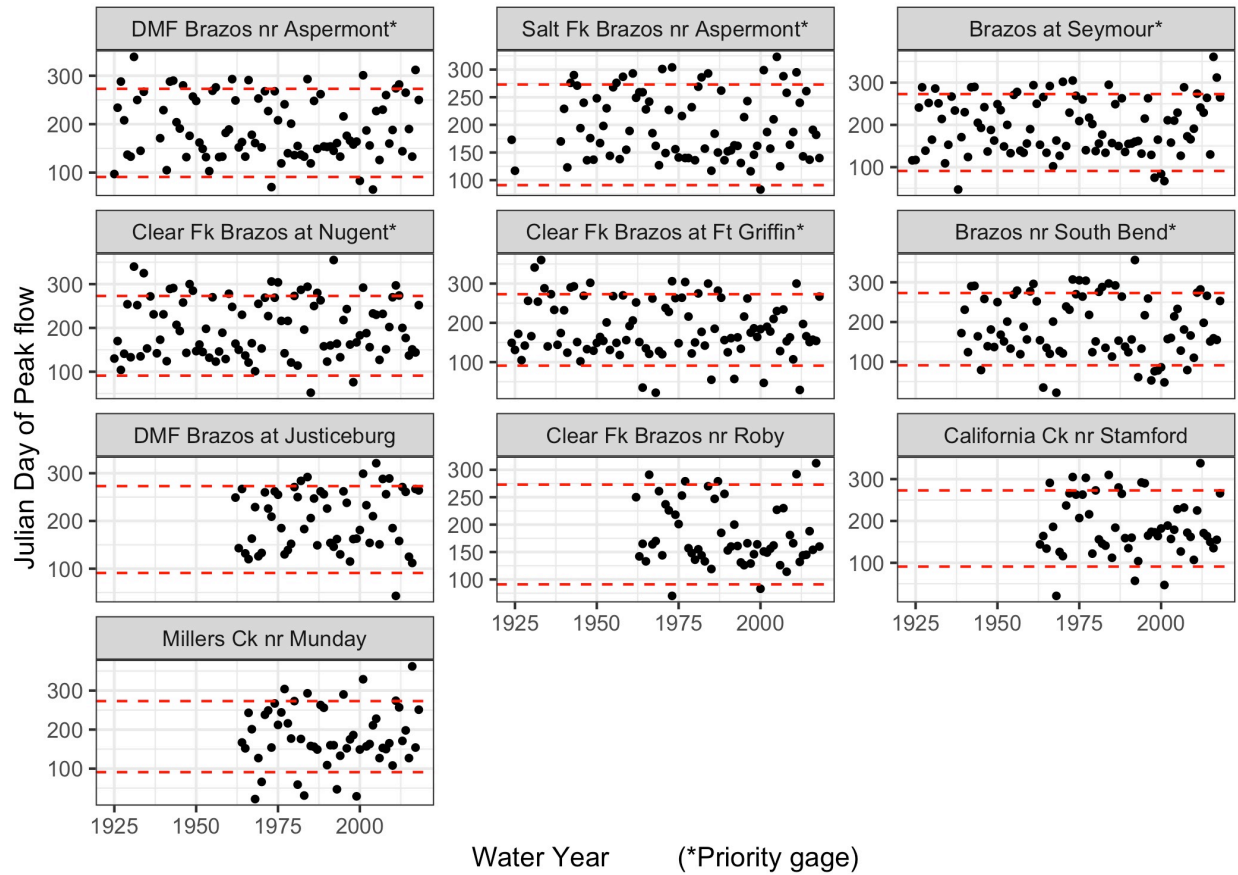 DMF Brazos nr Aspermont*
Salt Fk Brazos nr Aspermont*
Brazos at Seymour*
300
200
100
300
250
200
150
100
300
200
100
Clear Fk Brazos at Nugent*
Clear Fk Brazos at Ft Griffin*
Brazos nr South Bend*
300
200
100
300
200
100
300
200
100
Julian Day of Peak flow
DMF Brazos at Justiceburg
Clear Fk Brazos nr Roby
California Ck nr Stamford
300
200
100
300
250
200
150
100
300
200
100
1925 1950 1975 2000
1925 1950 1975 2000
Millers Ck nr Munday
300
200
100
1925 1950 1975 2000
Water Year (*Priority gage)